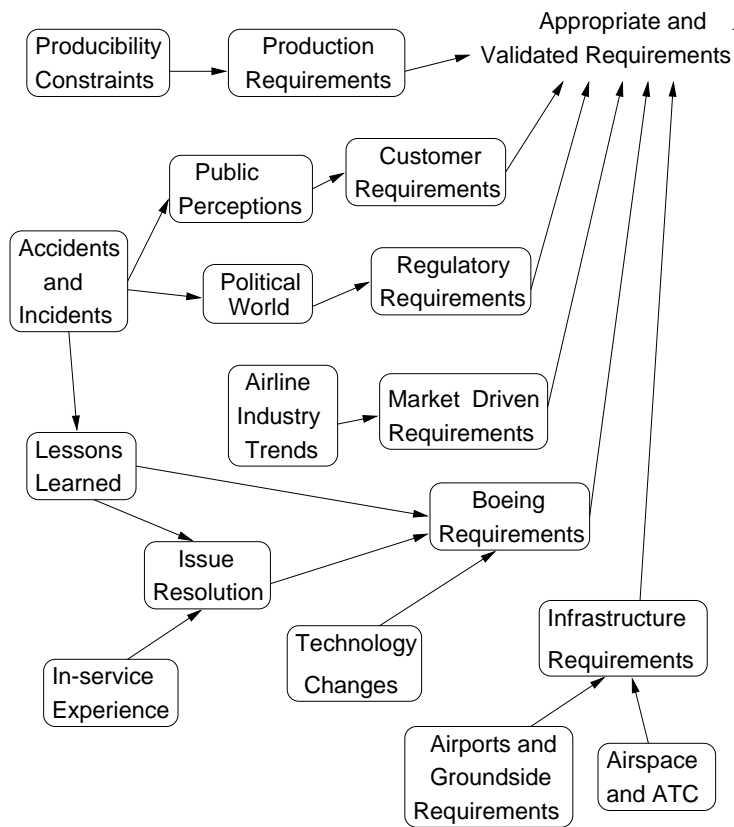 Appropriate and
Validated Requirements
Producibility
Constraints
Production
Requirements
Public
Perceptions
Customer
Requirements
Accidents
and
Incidents
Political
World
Regulatory
Requirements
Airline
Industry
Trends
Market Driven
Requirements
Lessons
Learned
Boeing
Requirements
Issue
Resolution
Technology
Changes
Infrastructure
Requirements
In-service
Experience
Airports and
Groundside
Requirements
Airspace
and ATC